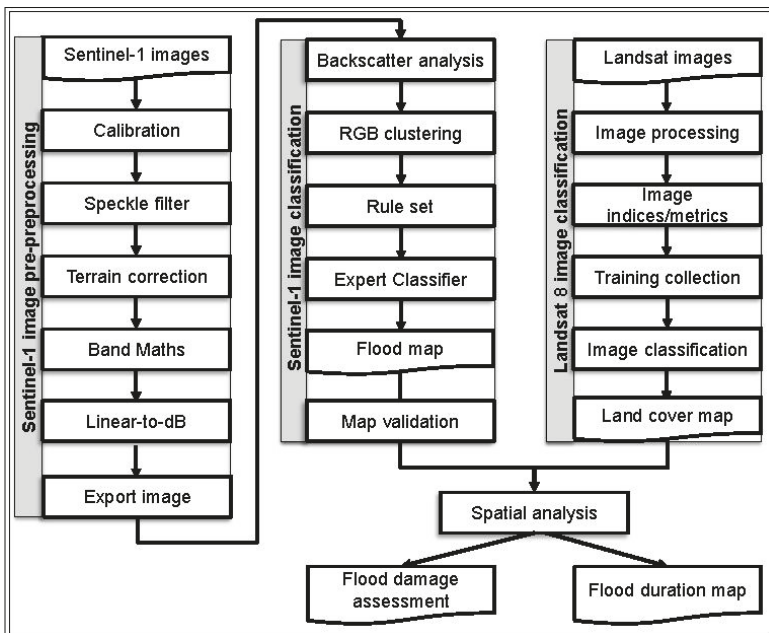 Sentinel-1 image pre-preprocessing
Sentinel-1 images
Calibration
Speckle filter
Terrain correction
Band Maths
Linear-to-dB
Export image
Sentinel-1 image classification
Backscatter analysis
RGB clustering
Rule set
Expert Classifier
Flood map
Map validation
Landsat 8 image classification
Landsat images
Image processing
Image
indices/metrics
Training collection
Image classification
Land cover map
Spatial analysis
Flood damage
assessment
Flood duration map